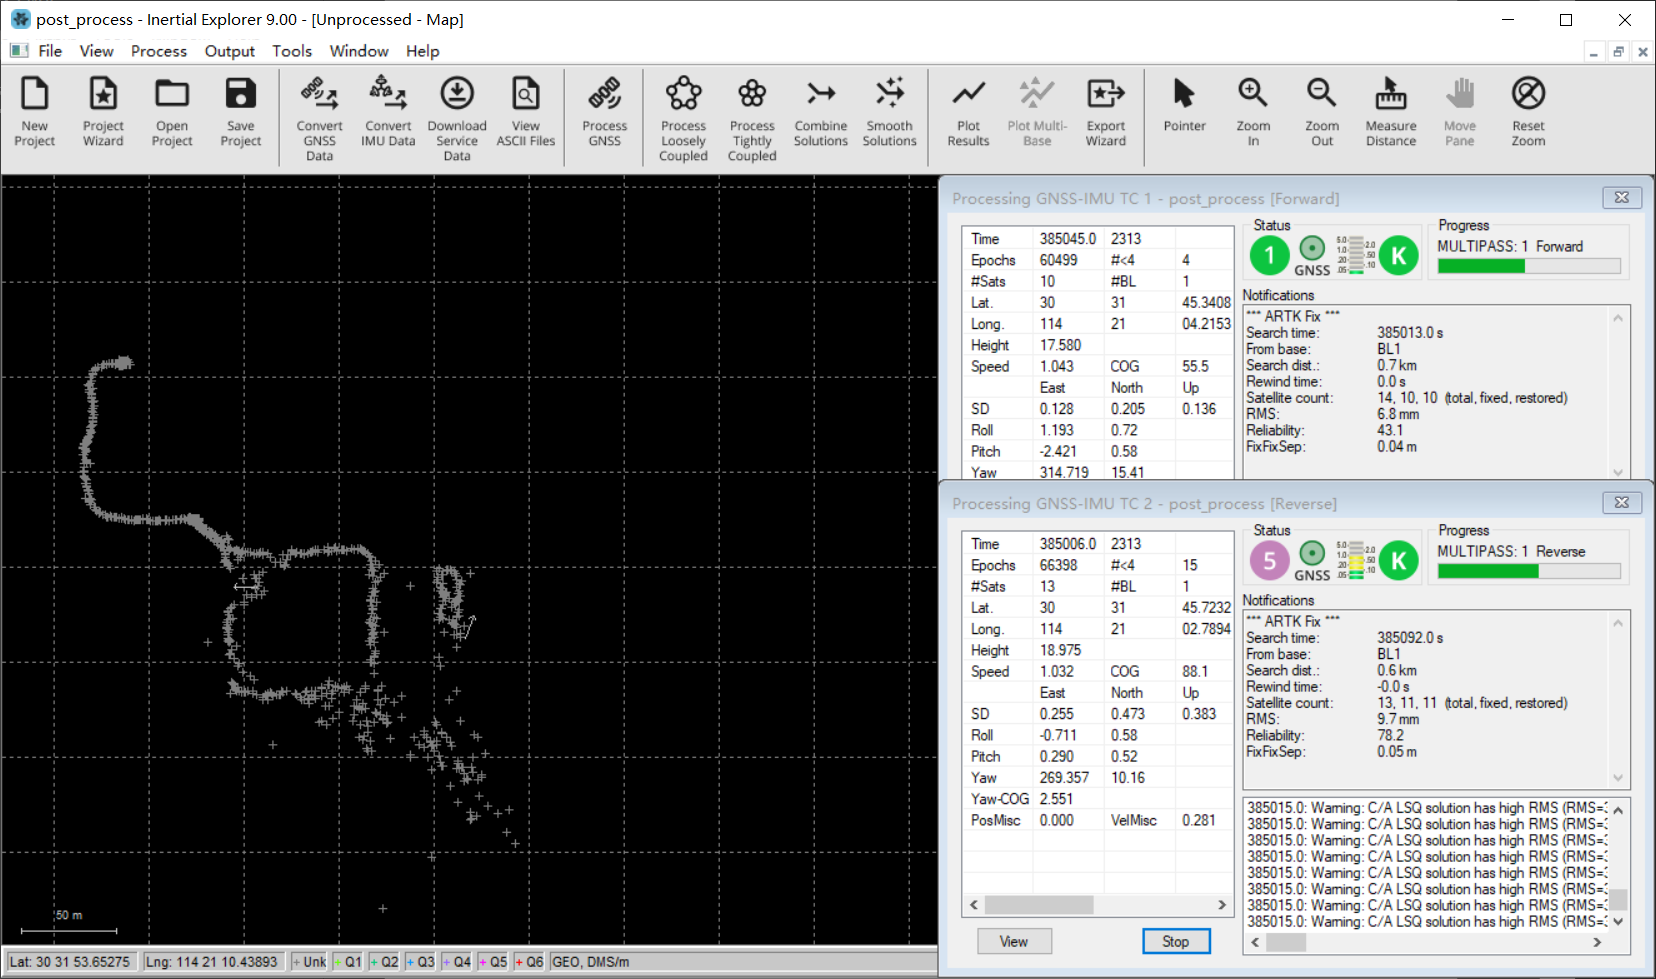 post_process - Inertial Explorer 9.00 - [Unprocessed - Map]
File View Process Output Tools Window Help
New Project
Project Wizard
Open Project
Save Project
Convert GNSS Data
Convert IMU Data
Download Service Data
View ASCII Files
Process GNSS
Process Loosely Coupled
Process Tightly Coupled
Combine Solutions
Smooth Solutions
Plot Results
Plot Multi-Base
Export Wizard
Pointer
Zoom In
Zoom Out
Measure Distance
Move Pane
Reset Zoom
Processing GNSS-IMU TC 1 - post_process [Forward]
Time 385045.0 2313
Epochs 60499 #<4 4
#Sats 10 #BL 1
Lat. 30 31 45.3408
Long. 114 21 04.2153
Height 17.580
Speed 1.043 COG 55.5
East North Up
SD 0.128 0.205 0.136
Roll 1.193 0.72
Pitch -2.421 0.58
Yaw 314.719 15.41
Status
1 GNSS 5.0 1.0 .20 .05 2.0 .50 .10 K
Progress
MULTIPASS: 1 Forward
Notifications
*** ARTK Fix ***
Search time: 385013.0 s
From base: BL1
Search dist.: 0.7 km
Rewind time: 0.0 s
Satellite count: 14, 10, 10 (total, fixed, restored)
RMS: 6.8 mm
Reliability: 43.1
FixFixSep: 0.04 m
Processing GNSS-IMU TC 2 - post_process [Reverse]
Time 385006.0 2313
Epochs 66398 #<4 15
#Sats 13 #BL 1
Lat. 30 31 45.7232
Long. 114 21 02.7894
Height 18.975
Speed 1.032 COG 88.1
East North Up
SD 0.255 0.473 0.383
Roll -0.711 0.58
Pitch 0.290 0.52
Yaw 269.357 10.16
Yaw-COG 2.551
PosMisc 0.000 VelMisc 0.281
View Stop
Status
5 GNSS 5.0 1.0 .20 .05 2.0 .50 .10 K
Progress
MULTIPASS: 1 Reverse
Notifications
*** ARTK Fix ***
Search time: 385092.0 s
From base: BL1
Search dist.: 0.6 km
Rewind time: -0.0 s
Satellite count: 13, 11, 11 (total, fixed, restored)
RMS: 9.7 mm
Reliability: 78.2
FixFixSep: 0.05 m
385015.0: Warning: C/A LSQ solution has high RMS (RMS=
385015.0: Warning: C/A LSQ solution has high RMS (RMS=
385015.0: Warning: C/A LSQ solution has high RMS (RMS=
385015.0: Warning: C/A LSQ solution has high RMS (RMS=
385015.0: Warning: C/A LSQ solution has high RMS (RMS=
385015.0: Warning: C/A LSQ solution has high RMS (RMS=
385015.0: Warning: C/A LSQ solution has high RMS (RMS=
385015.0: Warning: C/A LSQ solution has high RMS (RMS=
50 m
Lat: 30 31 53.65275 Lng: 114 21 10.43893 Unk Q1 Q2 Q3 Q4 Q5 Q6 GEO, DMS/m